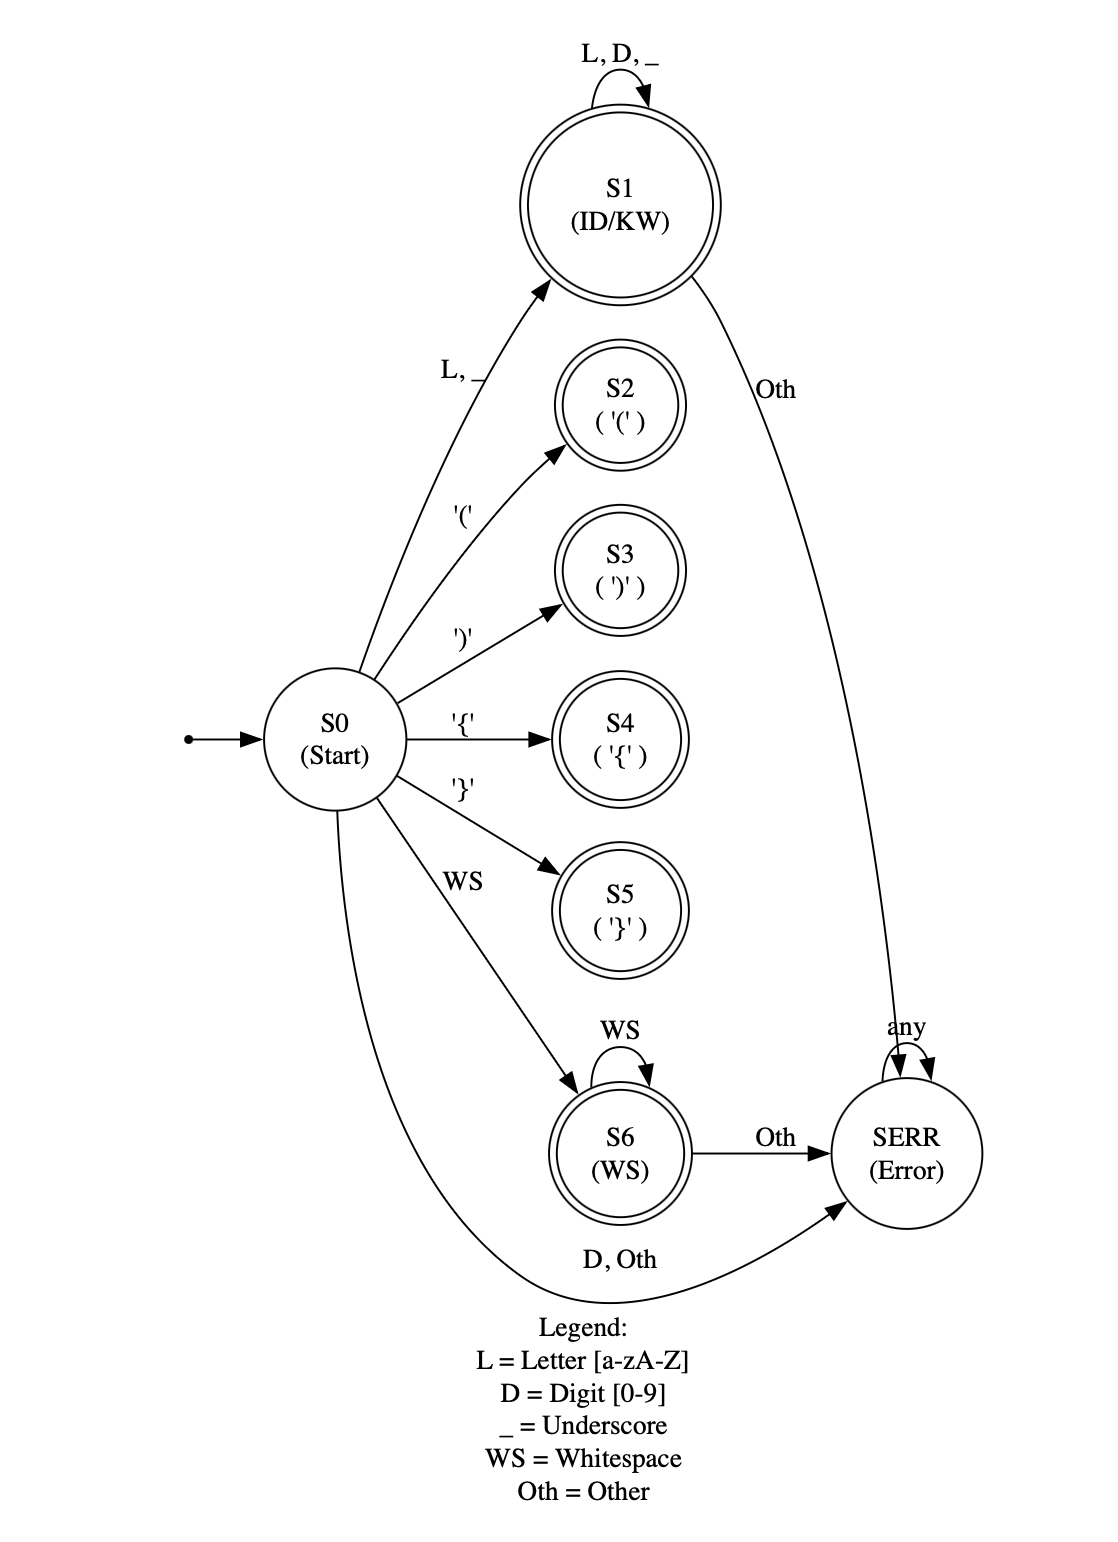 L, D, _
S1
(ID/KW)
L, _
S2
( '(' )
Oth
'('
S3
( ')' )
')'
S0
(Start)
'{'
S4
( '{' )
'}'
WS
S5
( '}' )
WS
any
S6
(WS)
Oth
SERR
(Error)
D, Oth
Legend:
L = Letter [a-zA-Z]
D = Digit [0-9]
_ = Underscore
WS = Whitespace
Oth = Other